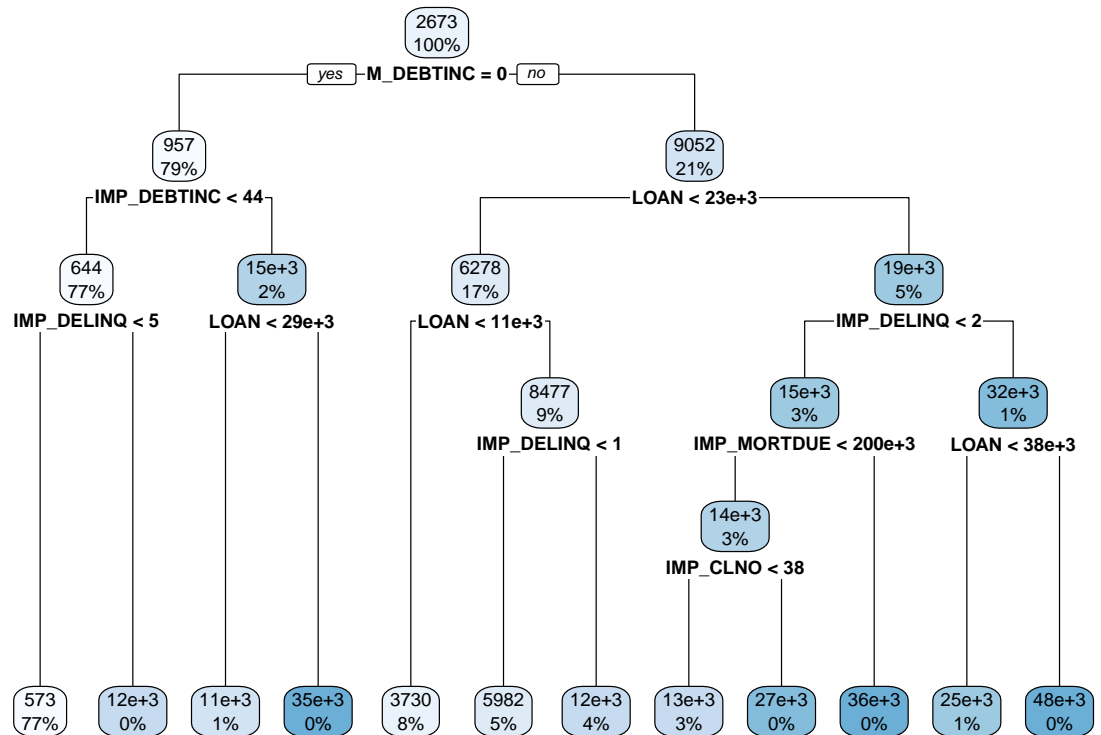 2673
100%
yes M_DEBTINC = 0 no
957
79%
9052
21%
IMP_DEBTINC < 44
LOAN < 23e+3
644
77%
15e+3
2%
6278
17%
19e+3
5%
IMP_DELINQ < 5
LOAN < 29e+3
LOAN < 11e+3
IMP_DELINQ < 2
8477
9%
15e+3
3%
32e+3
1%
IMP_DELINQ < 1
IMP_MORTDUE < 200e+3
LOAN < 38e+3
14e+3
3%
IMP_CLNO < 38
573
77%
12e+3
0%
11e+3
1%
35e+3
0%
3730
8%
5982
5%
12e+3
4%
13e+3
3%
27e+3
0%
36e+3
0%
25e+3
1%
48e+3
0%